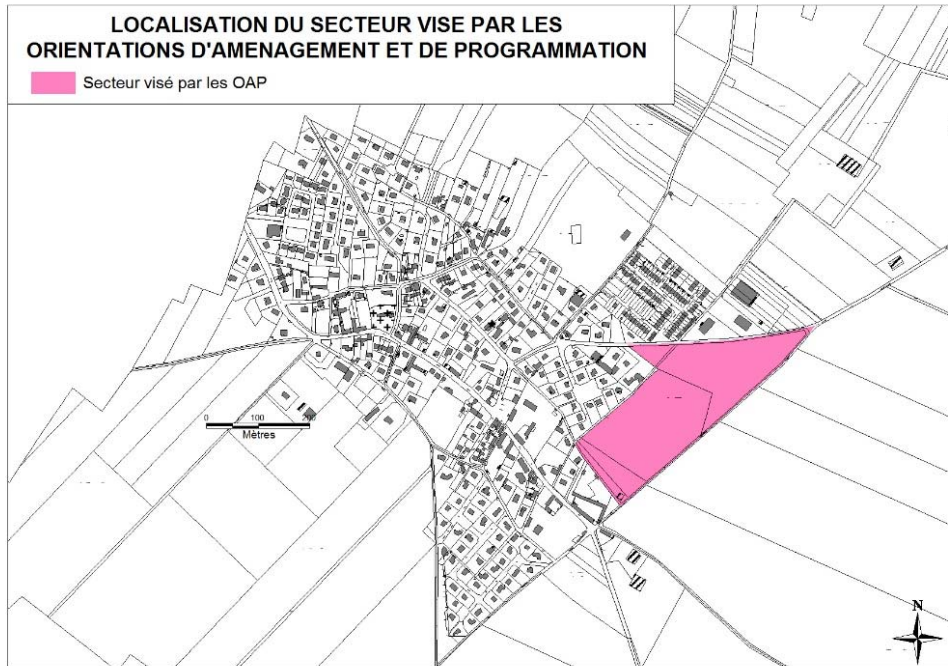 LOCALISATION DU SECTEUR VISE PAR LES
ORIENTATIONS D'AMENAGEMENT ET DE PROGRAMMATION
Secteur visé par les OAP
0 100 200
Mètres
N